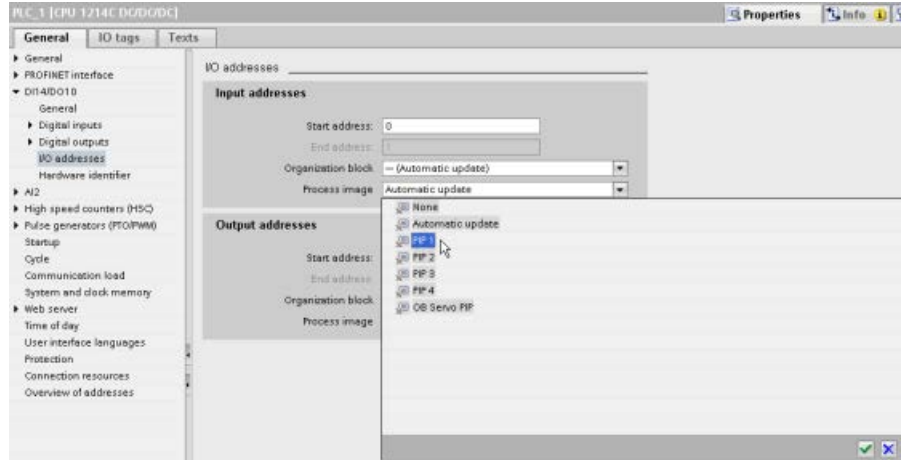 PLC_1 [CPU 1214C DC/DC/DC]
Properties
Info
General
IO tags
Texts
General
PROFINET interface
DI14/DO10
General
Digital inputs
Digital outputs
I/O addresses
Hardware identifier
AI2
High speed counters (HSC)
Pulse generators (PTO/PWM)
Startup
Cycle
Communication load
System and clock memory
Web server
Time of day
User interface languages
Protection
Connection resources
Overview of addresses
I/O addresses
Input addresses
Start address: 0
End address: 1
Organization block -- (Automatic update)
Process image Automatic update
None
Automatic update
PIP 1
PIP 2
PIP 3
PIP 4
OB Servo PIP
Output addresses
Start address:
End address:
Organization block
Process image